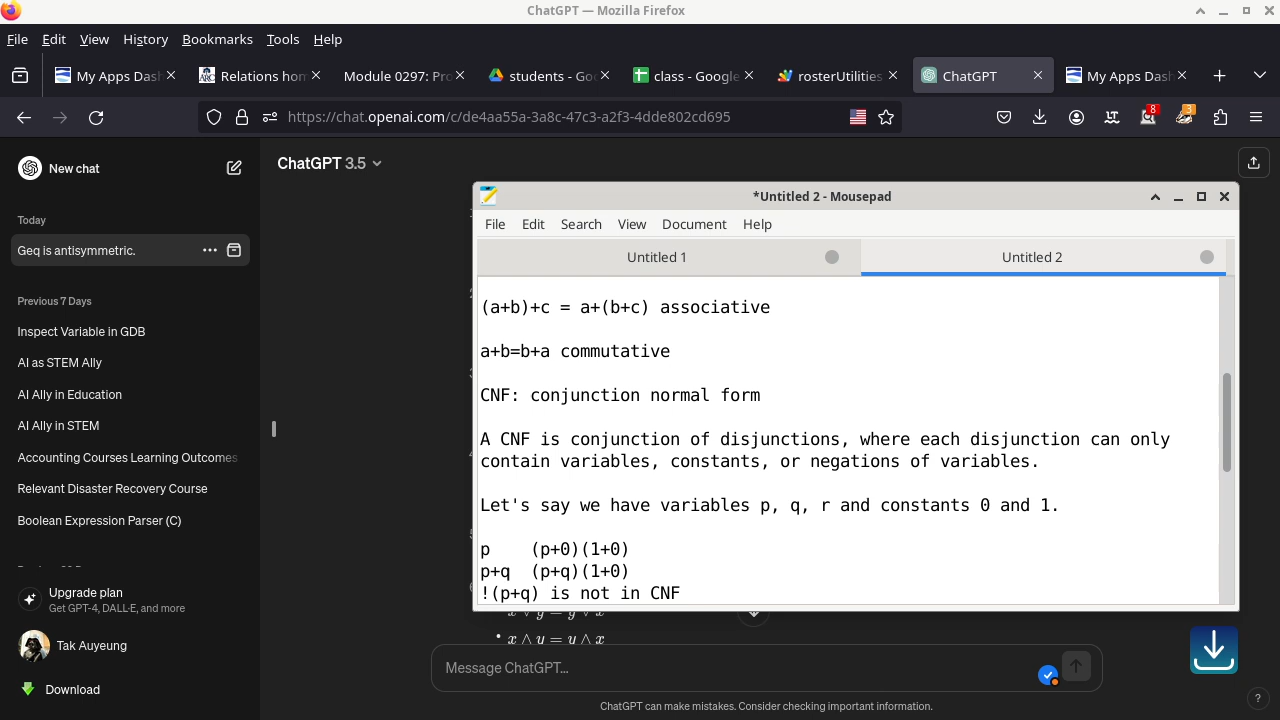 ChatGPT — Mozilla Firefox
File Edit View History Bookmarks Tools Help
My Apps Dash
Relations hom
Module 0297: Pro
students - Goo
class - Google
rosterUtilities
ChatGPT
My Apps Dash
https://chat.openai.com/c/de4aa55a-3a8c-47c3-a2f3-4dde802cd695
8
3
New chat
ChatGPT 3.5
Today
Geq is antisymmetric.
Previous 7 Days
Inspect Variable in GDB
AI as STEM Ally
AI Ally in Education
AI Ally in STEM
Accounting Courses Learning Outcomes
Relevant Disaster Recovery Course
Boolean Expression Parser (C)
Upgrade plan
Get GPT-4, DALL·E, and more
Tak Auyeung
Download
*Untitled 2 - Mousepad
File Edit Search View Document Help
Untitled 1
Untitled 2
(a+b)+c = a+(b+c) associative
a+b=b+a commutative
CNF: conjunction normal form
A CNF is conjunction of disjunctions, where each disjunction can only
contain variables, constants, or negations of variables.
Let's say we have variables p, q, r and constants 0 and 1.
p    (p+0)(1+0)
p+q  (p+q)(1+0)
!(p+q) is not in CNF
• x ∧ y = y ∧ x
Message ChatGPT…
ChatGPT can make mistakes. Consider checking important information.
?